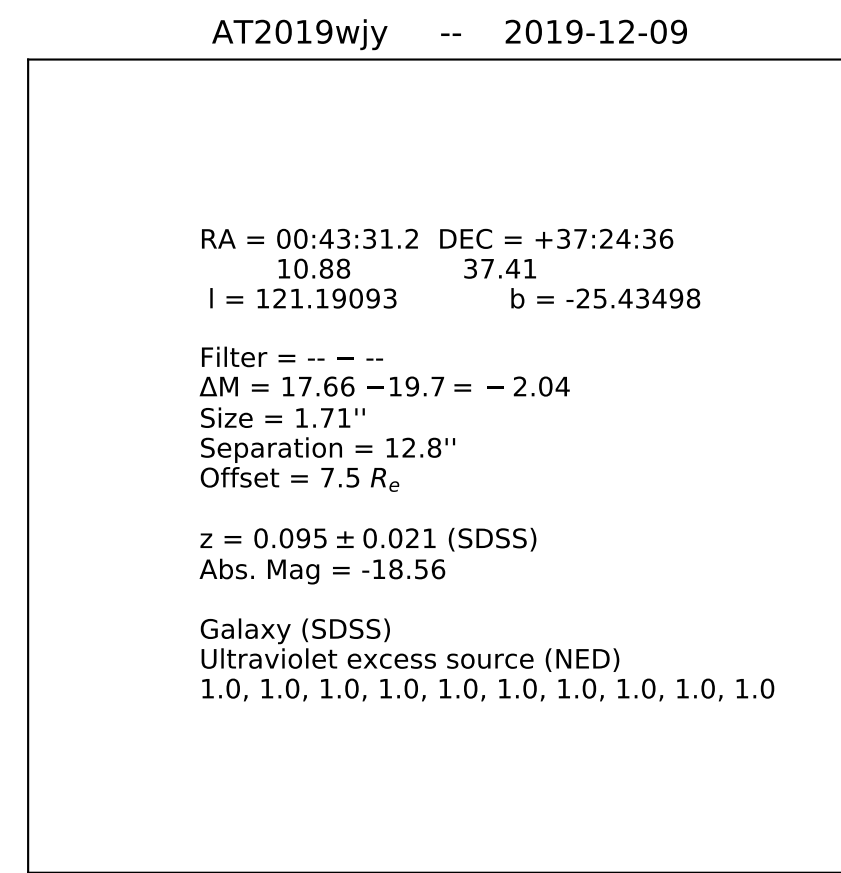 AT2019wjy -- 2019-12-09
RA = 00:43:31.2 DEC = +37:24:36
10.88 37.41
l = 121.19093 b = -25.43498
Filter = -- − --
ΔM = 17.66 −19.7 = − 2.04
Size = 1.71''
Separation = 12.8''
Offset = 7.5 Rₑ
z = 0.095 ± 0.021 (SDSS)
Abs. Mag = -18.56
Galaxy (SDSS)
Ultraviolet excess source (NED)
1.0, 1.0, 1.0, 1.0, 1.0, 1.0, 1.0, 1.0, 1.0, 1.0